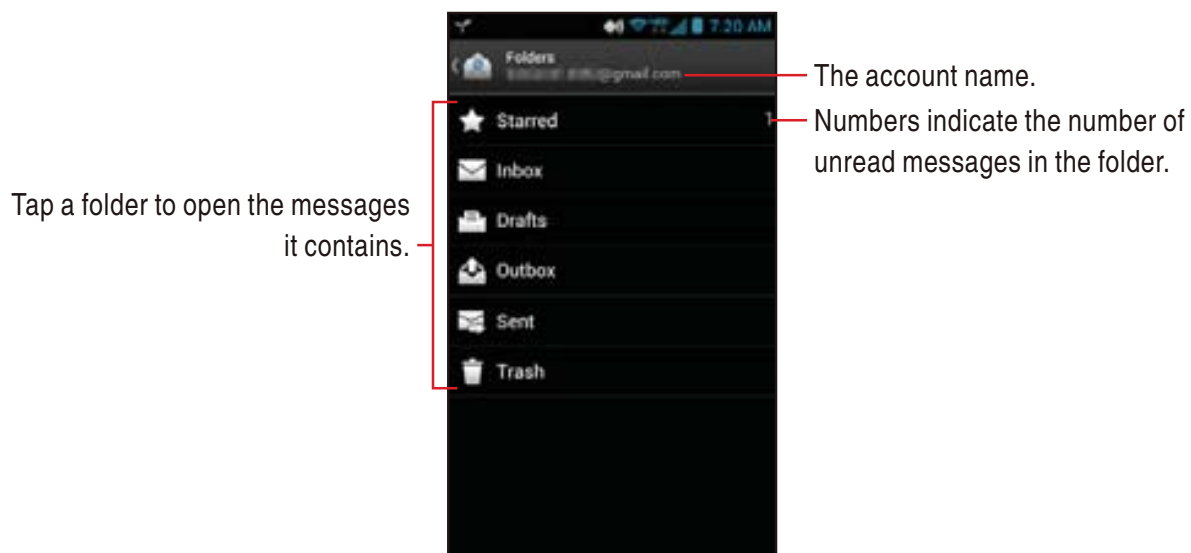 7:20 AM
Folders
@gmail.com
The account name.
Starred 1
Numbers indicate the number of
unread messages in the folder.
Inbox
Tap a folder to open the messages
it contains.
Drafts
Outbox
Sent
Trash